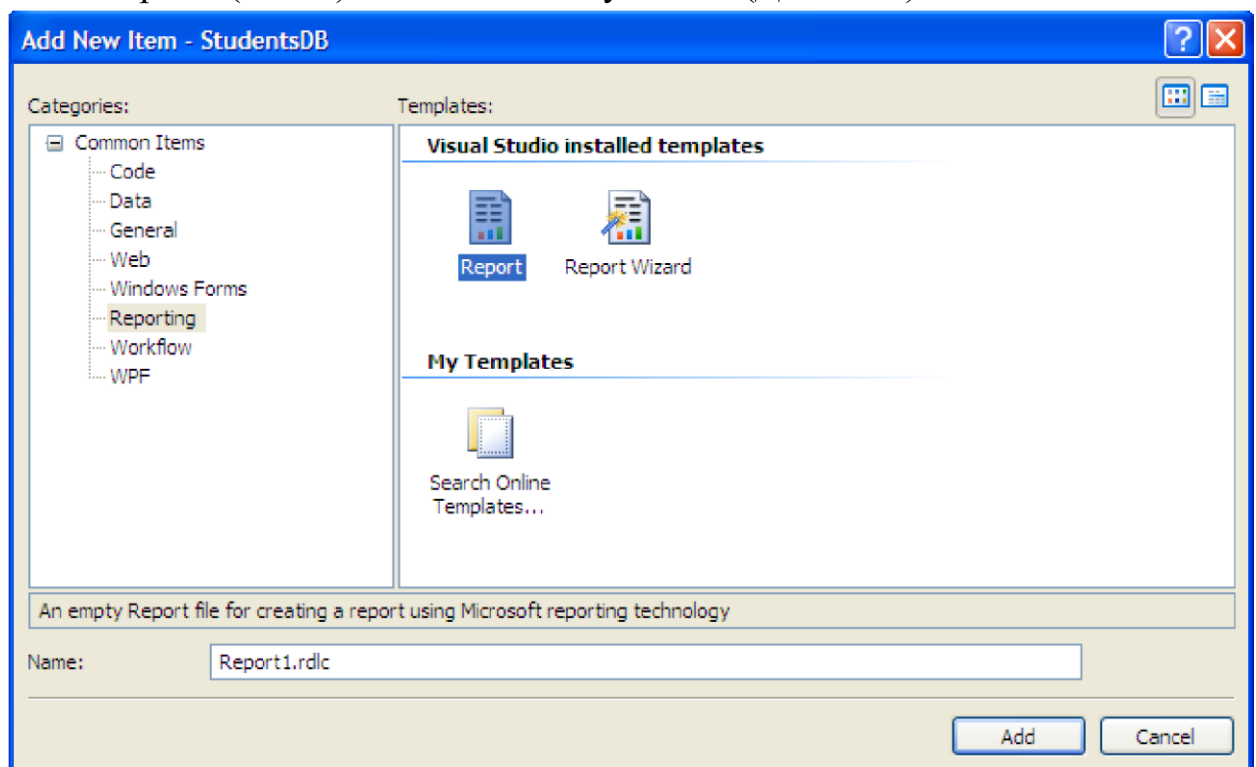 Add New Item - StudentsDB
Categories:
Templates:
Common Items
Code
Data
General
Web
Windows Forms
Reporting
Workflow
WPF
Visual Studio installed templates
Report
Report Wizard
My Templates
Search Online
Templates...
An empty Report file for creating a report using Microsoft reporting technology
Name:
Report1.rdlc
Add
Cancel